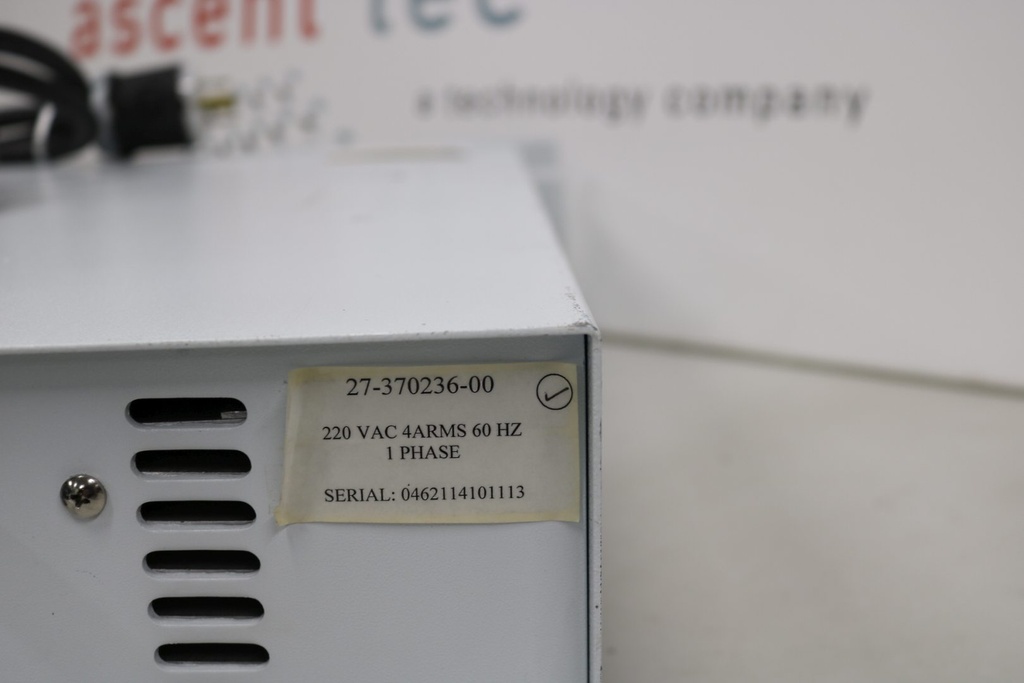 ascent tec
a technology company
27-370236-00
220 VAC 4ARMS 60 HZ
1 PHASE
SERIAL: 0462114101113